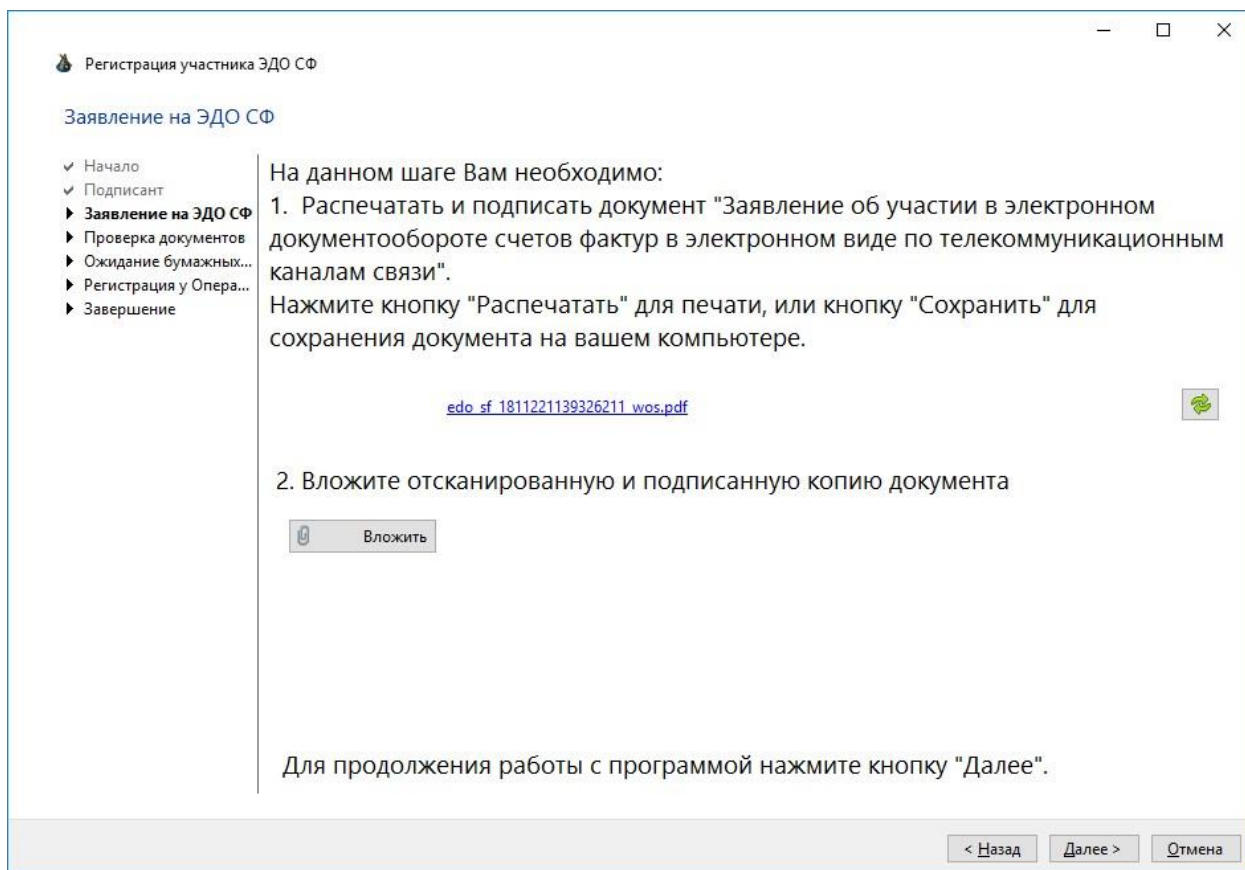 Регистрация участника ЭДО СФ
Заявление на ЭДО СФ
Начало
Подписант
Заявление на ЭДО СФ
Проверка документов
Ожидание бумажных...
Регистрация у Опера...
Завершение
На данном шаге Вам необходимо:
1. Распечатать и подписать документ "Заявление об участии в электронном
документообороте счетов фактур в электронном виде по телекоммуникационным
каналам связи".
Нажмите кнопку "Распечатать" для печати, или кнопку "Сохранить" для
сохранения документа на вашем компьютере.
edo_sf_1811221139326211_wos.pdf
2. Вложите отсканированную и подписанную копию документа
Вложить
Для продолжения работы с программой нажмите кнопку "Далее".
< Назад
Далее >
Отмена